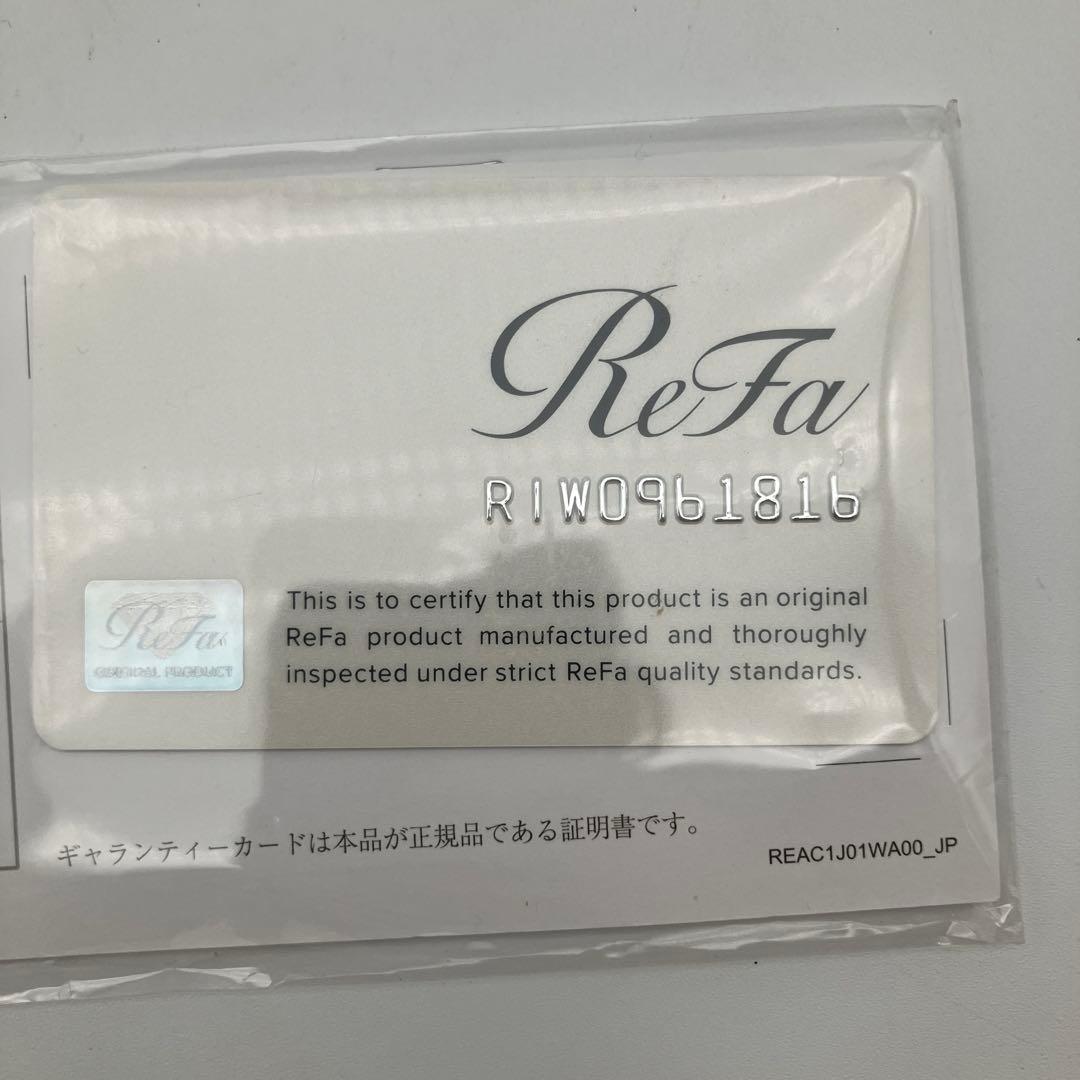 ReFa
RIW0961816
This is to certify that this product is an original
ReFa product manufactured and thoroughly
inspected under strict ReFa quality standards.
ReFa
ORIGINAL PRODUCT
ギャランティーカードは本品が正規品である証明書です。
REAC1J01WA00_JP